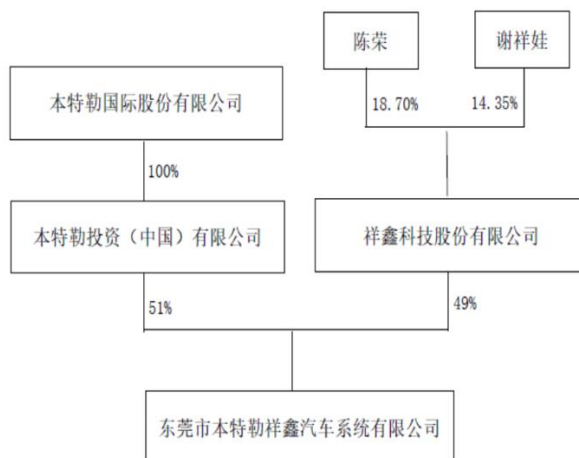 陈荣
谢祥娃
18.70%
14.35%
本特勒国际股份有限公司
100%
本特勒投资（中国）有限公司
祥鑫科技股份有限公司
51%
49%
东莞市本特勒祥鑫汽车系统有限公司